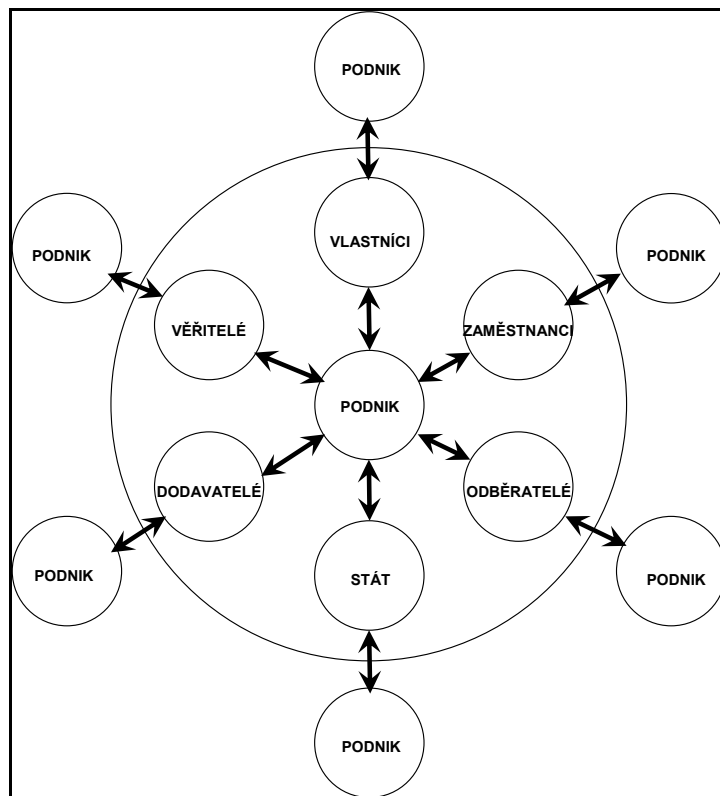 PODNIK
VLASTNÍCI
PODNIK
PODNIK
VĚŘITELÉ
ZAMĚSTNANCI
PODNIK
DODAVATELÉ
ODBĚRATELÉ
PODNIK
STÁT
PODNIK
PODNIK